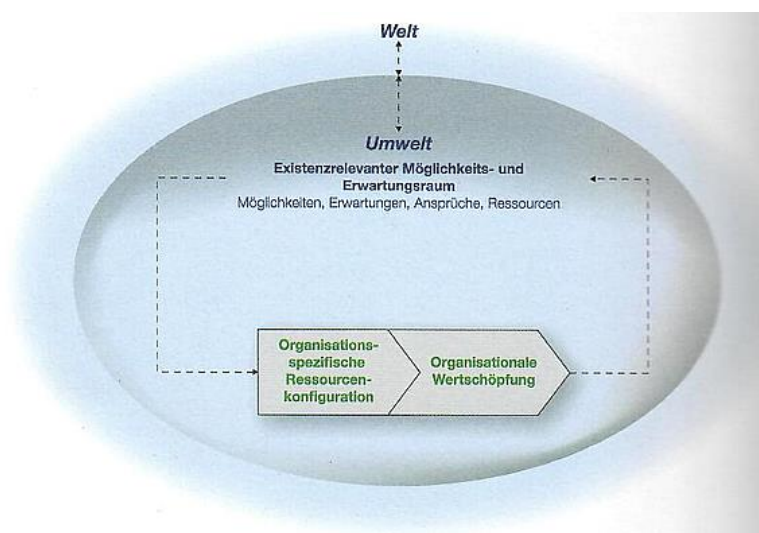 Welt
Umwelt
Existenzrelevanter Möglichkeits- und
Erwartungsraum
Möglichkeiten, Erwartungen, Ansprüche, Ressourcen
Organisations-
spezifische
Ressourcen-
konfiguration
Organisationale
Wertschöpfung